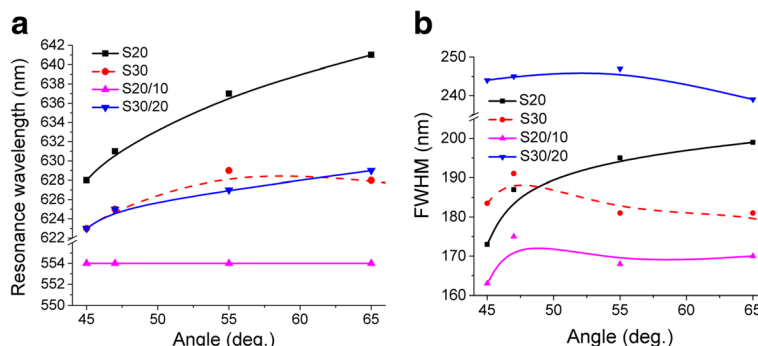 a
Resonance wavelength (nm)
642
640
638
636
634
632
630
628
626
624
622
554
552
550
S20
S30
S20/10
S30/20
45
50
55
60
65
Angle (deg.)
b
FWHM (nm)
250
240
200
190
180
170
160
S20
S30
S20/10
S30/20
45
50
55
60
65
Angle (deg.)